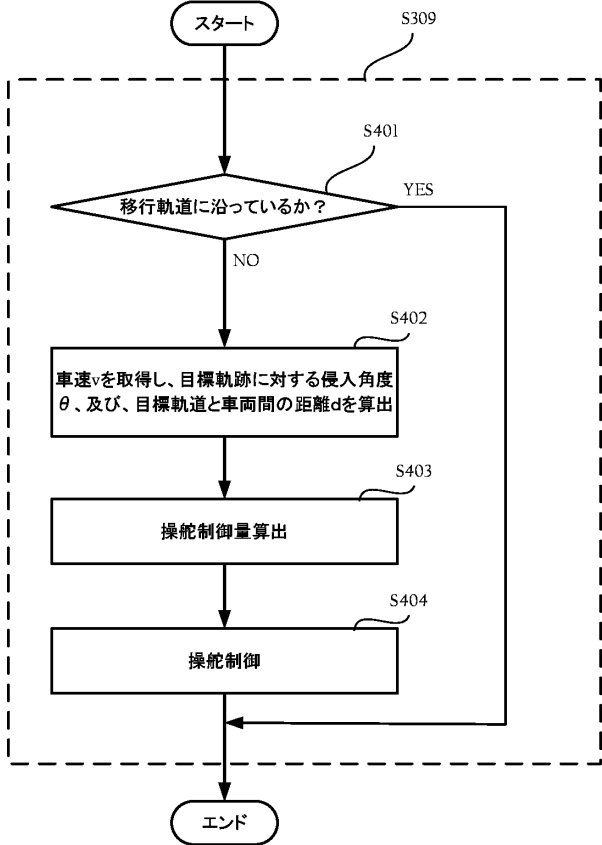 スタート
S309
S401
移行軌道に沿っているか？
YES
NO
S402
車速vを取得し、目標軌跡に対する侵入角度
θ、及び、目標軌道と車両間の距離dを算出
S403
操舵制御量算出
S404
操舵制御
エンド